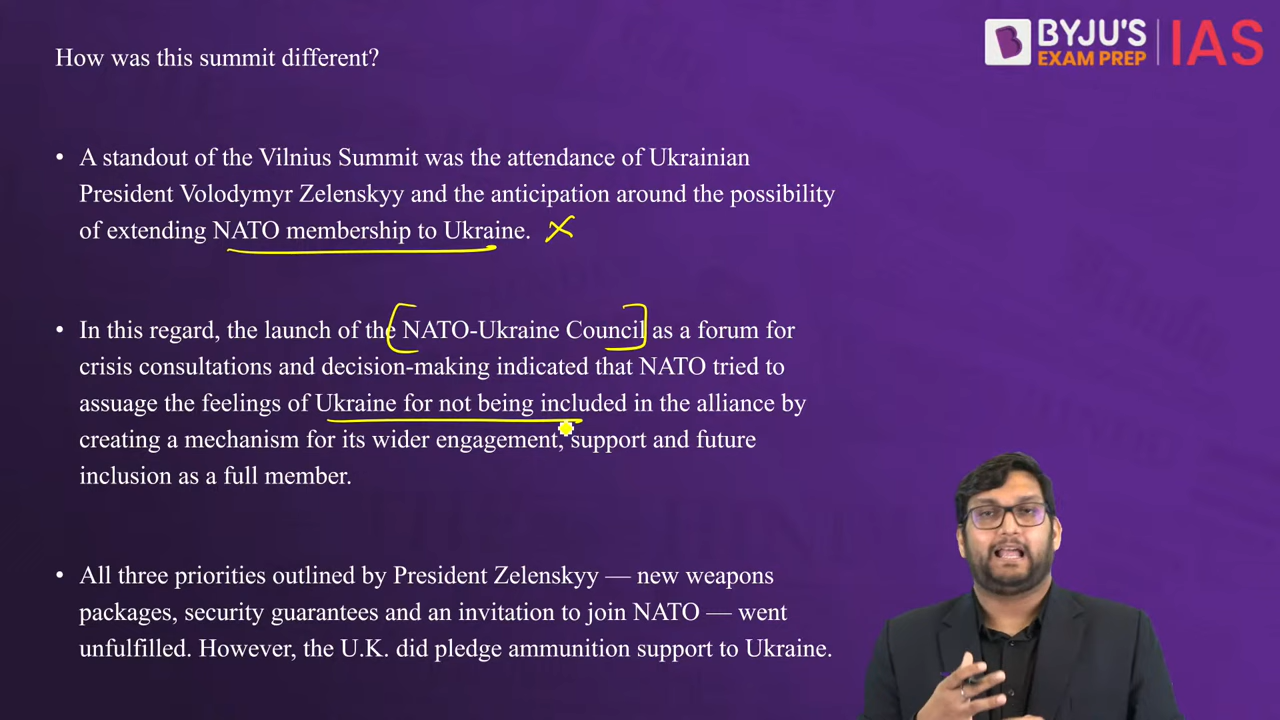 How was this summit different?
BYJU'S
EXAM PREP
IAS
• A standout of the Vilnius Summit was the attendance of Ukrainian
President Volodymyr Zelenskyy and the anticipation around the possibility
of extending NATO membership to Ukraine.
• In this regard, the launch of the NATO-Ukraine Council as a forum for
crisis consultations and decision-making indicated that NATO tried to
assuage the feelings of Ukraine for not being included in the alliance by
creating a mechanism for its wider engagement, support and future
inclusion as a full member.
• All three priorities outlined by President Zelenskyy — new weapons
packages, security guarantees and an invitation to join NATO — went
unfulfilled. However, the U.K. did pledge ammunition support to Ukraine.